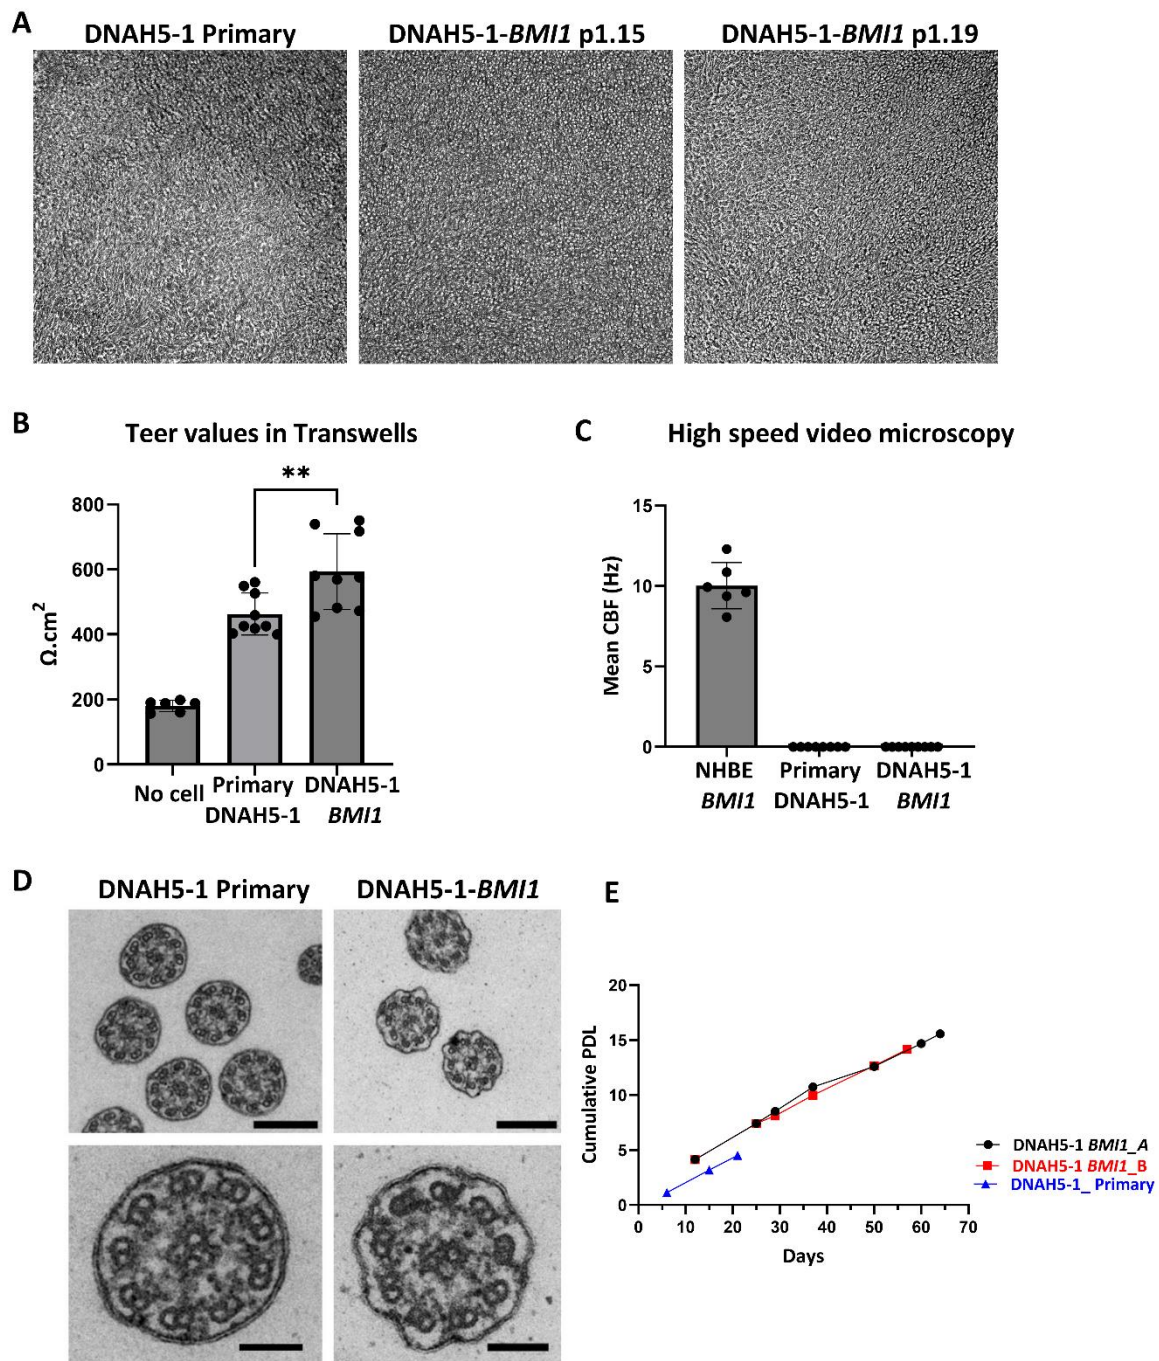 A
DNAH5-1 Primary
DNAH5-1-BMI1 p1.15
DNAH5-1-BMI1 p1.19
B
Teer values in Transwells
**
Ω.cm2
800
600
400
200
0
No cell
Primary
DNAH5-1
DNAH5-1
BMI1
C
High speed video microscopy
Mean CBF (Hz)
15
10
5
0
NHBE
BMI1
Primary
DNAH5-1
DNAH5-1
BMI1
D
DNAH5-1 Primary
DNAH5-1-BMI1
E
Cumulative PDL
20
15
10
5
0
0 10 20 30 40 50 60 70
Days
DNAH5-1 BMI1_A
DNAH5-1 BMI1_B
DNAH5-1_ Primary